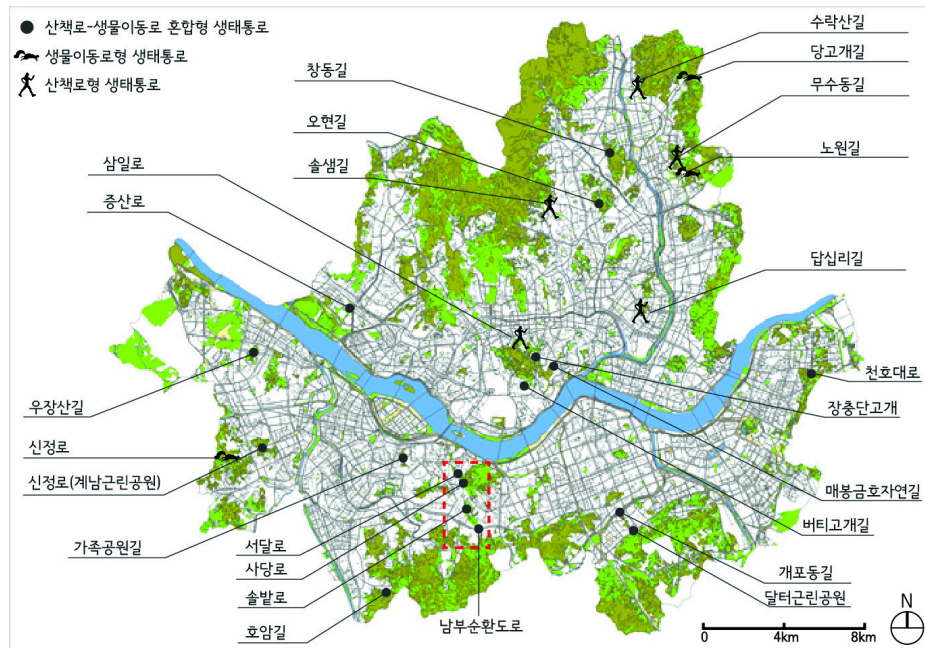 산책로-생물이동로 혼합형 생태통로
생물이동로형 생태통로
산책로형 생태통로
수락산길
당고개길
창동길
무수동길
오현길
노원길
삼일로
솔샘길
증산로
답십리길
천호대로
우장산길
장충단고개
신정로
신정로(계남근린공원)
매봉금호자연길
버티고개길
가족공원길
서달로
사당로
개포동길
솔밭로
달터근린공원
호암길
남부순환도로
N
0 4km 8km